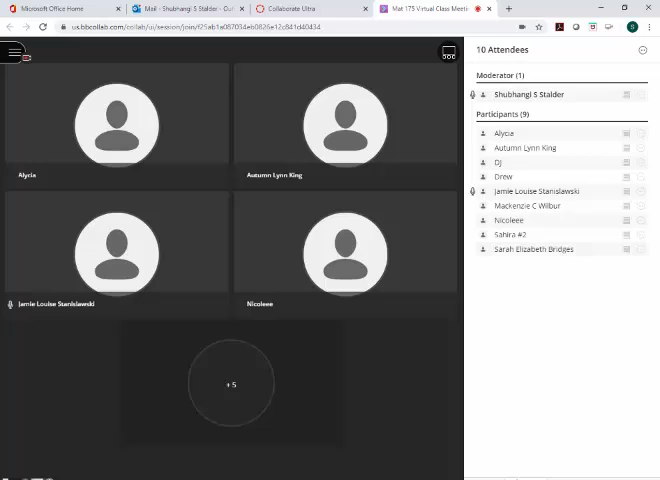 Microsoft Office Home
Mail - Shubhangi S Stalder - Out
Collaborate Ultra
Mat 175 Virtual Class Meeti
us.bbcollab.com/collab/ui/session/join/f25ab1a087034eb0826e12c841d40434
S
10 Attendees
Moderator (1)
Shubhangi S Stalder
Participants (9)
Alycia
Autumn Lynn King
DJ
Drew
Jamie Louise Stanislawski
Mackenzie C Wilbur
Nicoleee
Sahira #2
Sarah Elizabeth Bridges
Alycia
Autumn Lynn King
Jamie Louise Stanislawski
Nicoleee
+ 5